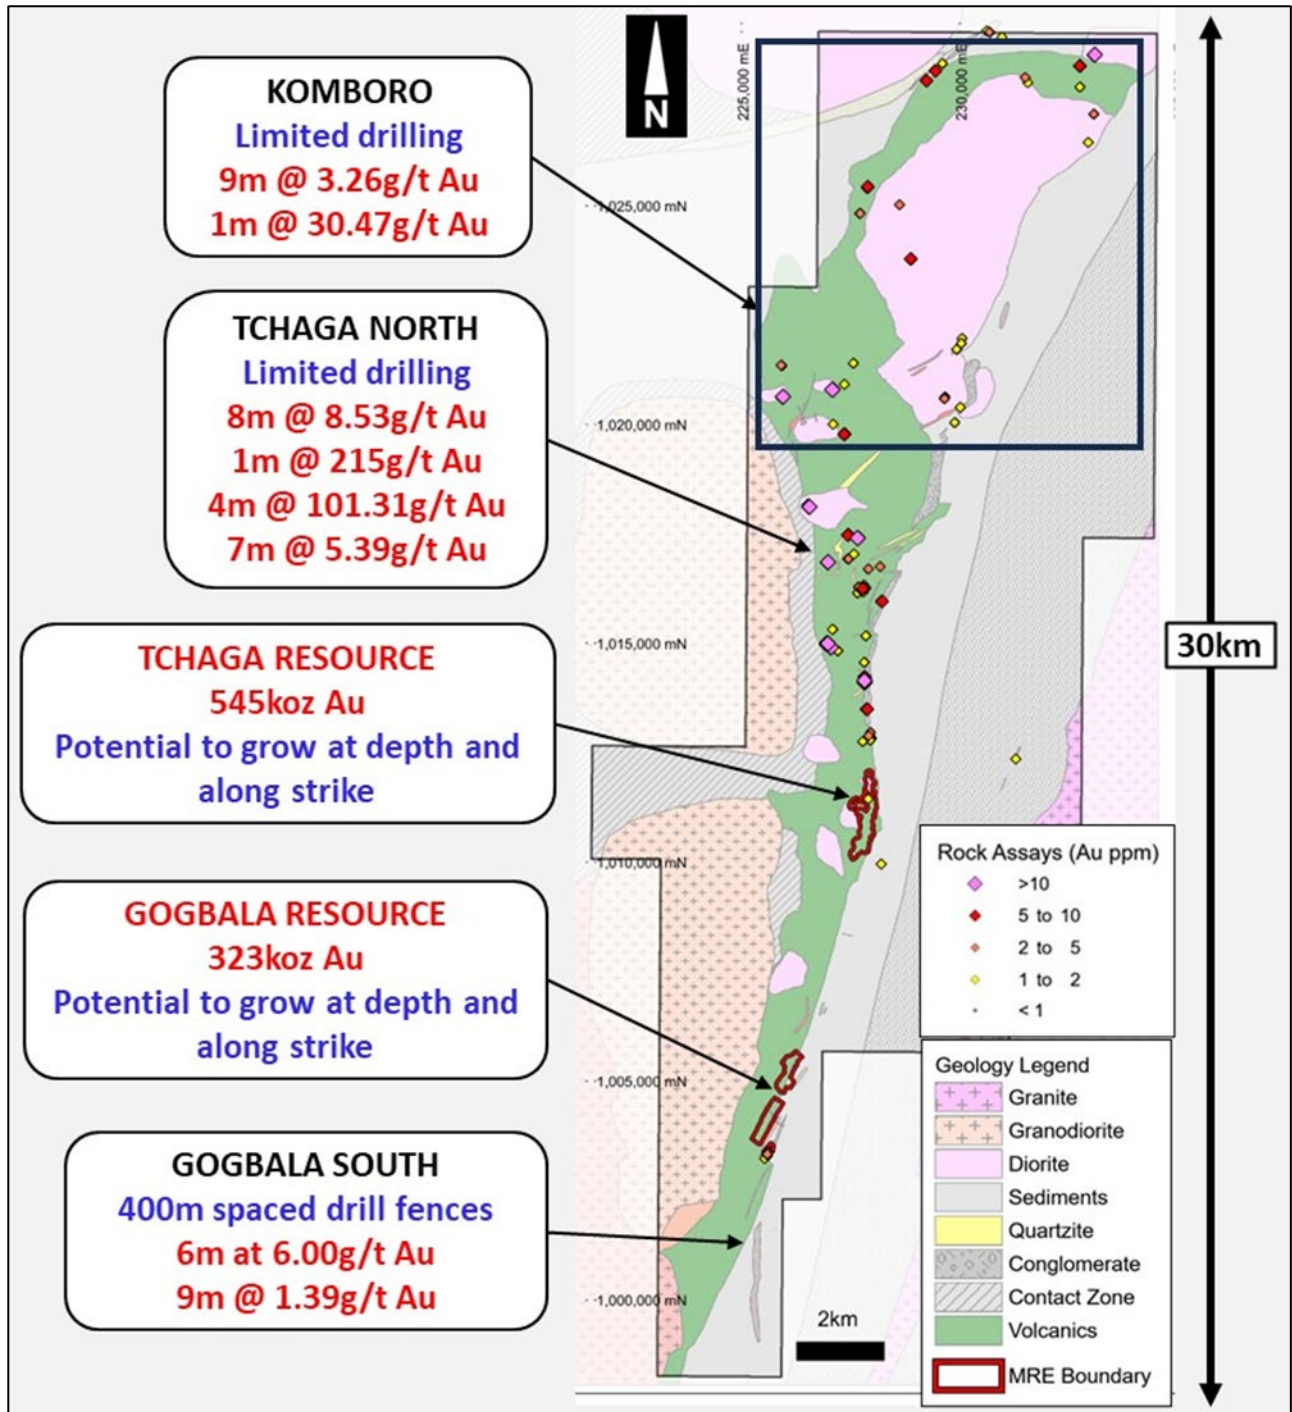 KOMBORO
Limited drilling
9m @ 3.26g/t Au
1m @ 30.47g/t Au
TCHAGA NORTH
Limited drilling
8m @ 8.53g/t Au
1m @ 215g/t Au
4m @ 101.31g/t Au
7m @ 5.39g/t Au
TCHAGA RESOURCE
545koz Au
Potential to grow at depth and
along strike
GOGBALA RESOURCE
323koz Au
Potential to grow at depth and
along strike
GOGBALA SOUTH
400m spaced drill fences
6m at 6.00g/t Au
9m @ 1.39g/t Au
N
225,000 mE
230,000 mE
1,025,000 mN
1,020,000 mN
1,015,000 mN
1,010,000 mN
1,005,000 mN
1,000,000 mN
30km
Rock Assays (Au ppm)
>10
5 to 10
2 to 5
1 to 2
< 1
Geology Legend
Granite
Granodiorite
Diorite
Sediments
Quartzite
Conglomerate
Contact Zone
Volcanics
MRE Boundary
2km